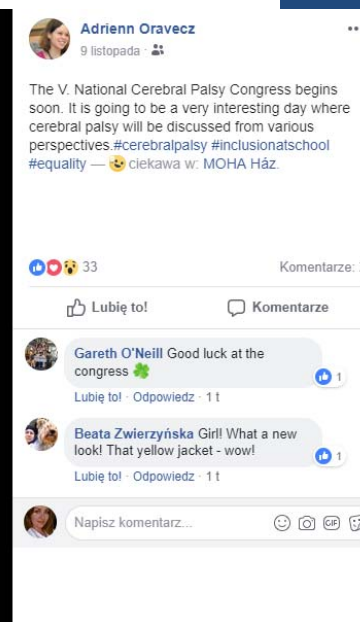 Adrienn Oravecz
9 listopada ·
The V. National Cerebral Palsy Congress begins
soon. It is going to be a very interesting day where
cerebral palsy will be discussed from various
perspectives.#cerebralpalsy #inclusionatschool
#equality — 🤣 ciekawa w: MOHA Ház.
33
Komentarze:
Lubię to!
Komentarze
Gareth O'Neill Good luck at the
congress 🍀
1
Lubię to! · Odpowiedz · 1 t
Beata Zwierzyńska Girl! What a new
look! That yellow jacket - wow!
1
Lubię to! · Odpowiedz · 1 t
Napisz komentarz...
GIF